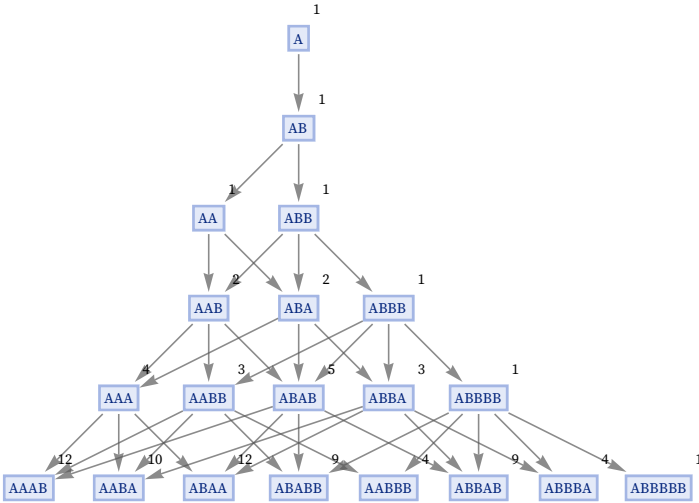 1
A
1
AB
1 1
AA ABB
2 2 1
AAB ABA ABBB
4 3 5 3 1
AAA AABB ABAB ABBA ABBBB
12 10 12 9 4 9 4 1
AAAB AABA ABAA ABABB AABBB ABBAB ABBBA ABBBBB